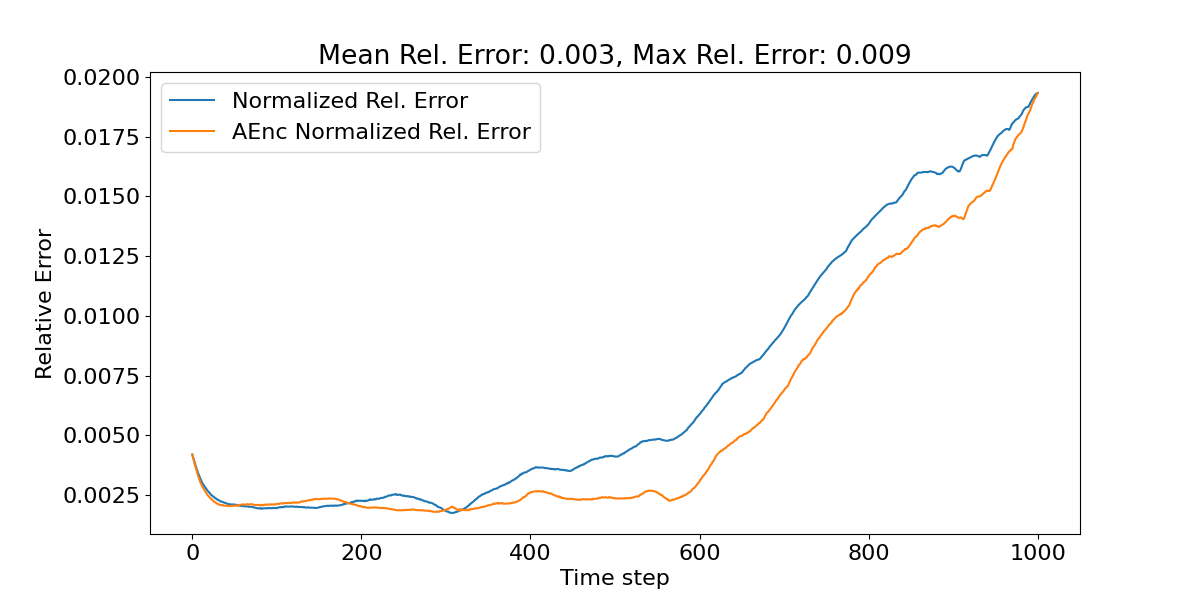 Mean Rel. Error: 0.003, Max Rel. Error: 0.009
Normalized Rel. Error
AEnc Normalized Rel. Error
Relative Error
0.0200
0.0175
0.0150
0.0125
0.0100
0.0075
0.0050
0.0025
0 200 400 600 800 1000
Time step